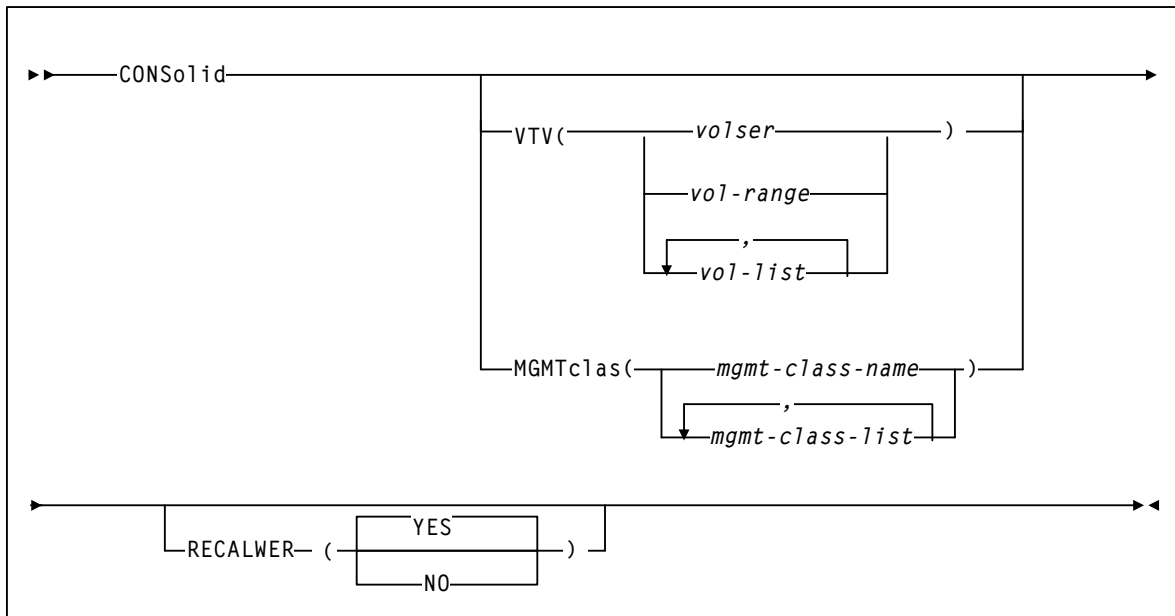 CONSolid
VTV( volser )
vol-range
,
vol-list
MGMTclas( mgmt-class-name )
,
mgmt-class-list
YES
RECALWER ( )
NO